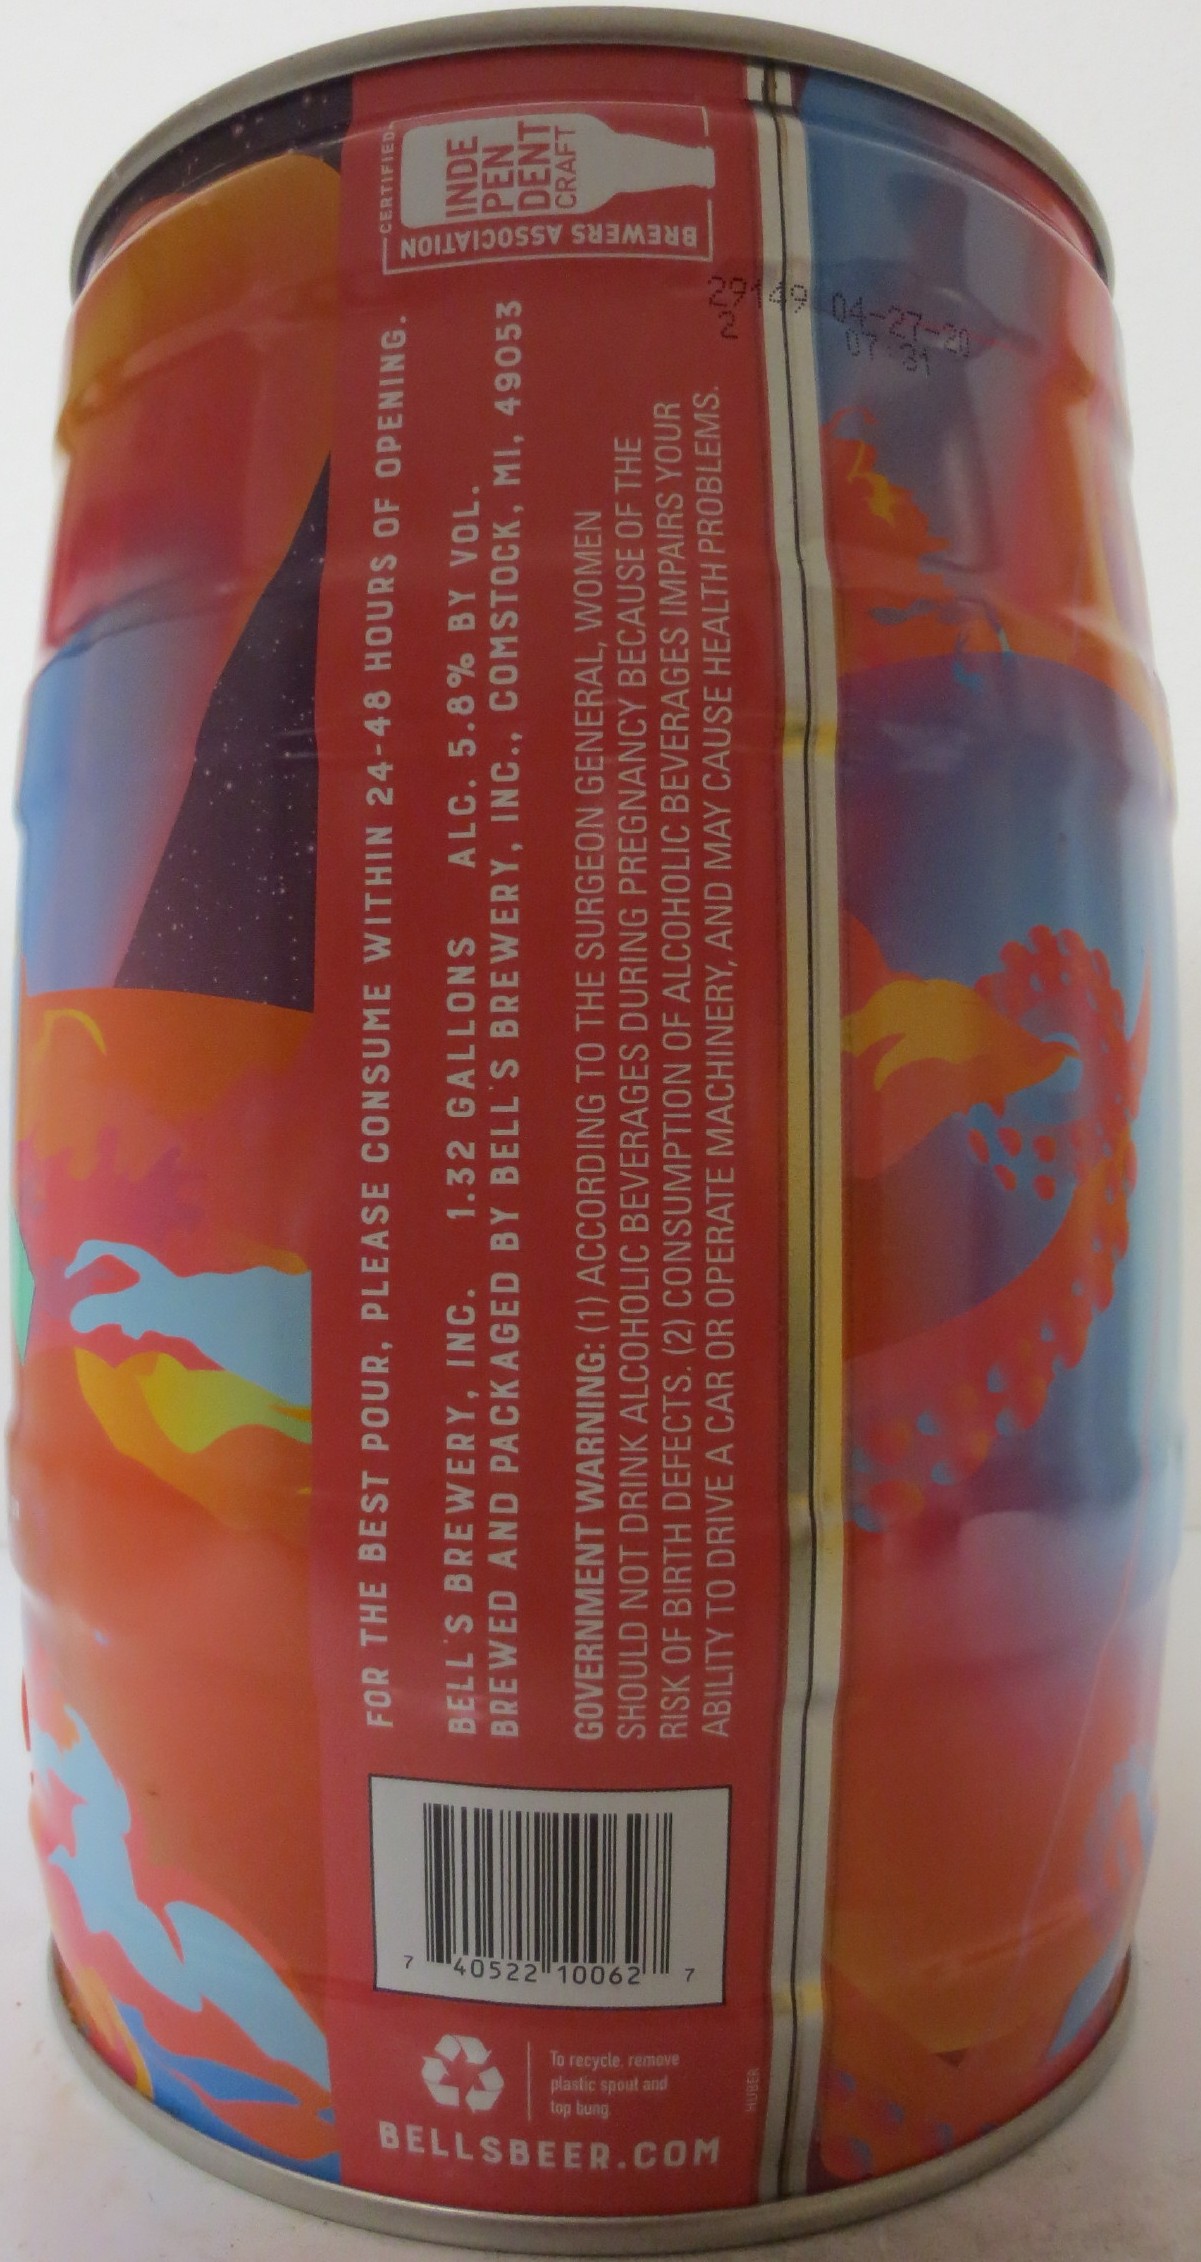 CERTIFIED
INDE
PEN
DENT
CRAFT
BREWERS ASSOCIATION
29149 04-27-20
2 07 31
FOR THE BEST POUR, PLEASE CONSUME WITHIN 24-48 HOURS OF OPENING.
BELL'S BREWERY, INC. 1.32 GALLONS ALC. 5.8% BY VOL.
BREWED AND PACKAGED BY BELL'S BREWERY, INC., COMSTOCK, MI, 49053
GOVERNMENT WARNING: (1) ACCORDING TO THE SURGEON GENERAL, WOMEN
SHOULD NOT DRINK ALCOHOLIC BEVERAGES DURING PREGNANCY BECAUSE OF THE
RISK OF BIRTH DEFECTS. (2) CONSUMPTION OF ALCOHOLIC BEVERAGES IMPAIRS YOUR
ABILITY TO DRIVE A CAR OR OPERATE MACHINERY, AND MAY CAUSE HEALTH PROBLEMS.
7 40522 10062 7
To recycle, remove
plastic spout and
top bung.
HUBER
BELLSBEER.COM